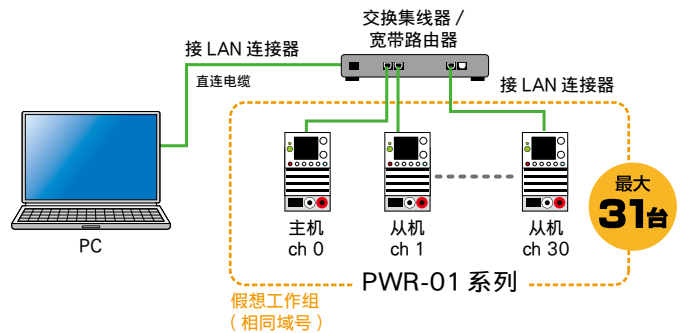 交换集线器 /
宽带路由器
接 LAN 连接器
直连电缆
接 LAN 连接器
PC
主机
ch 0
从机
ch 1
从机
ch 30
最大
31台
PWR-01 系列
假想工作组
( 相同域号 )